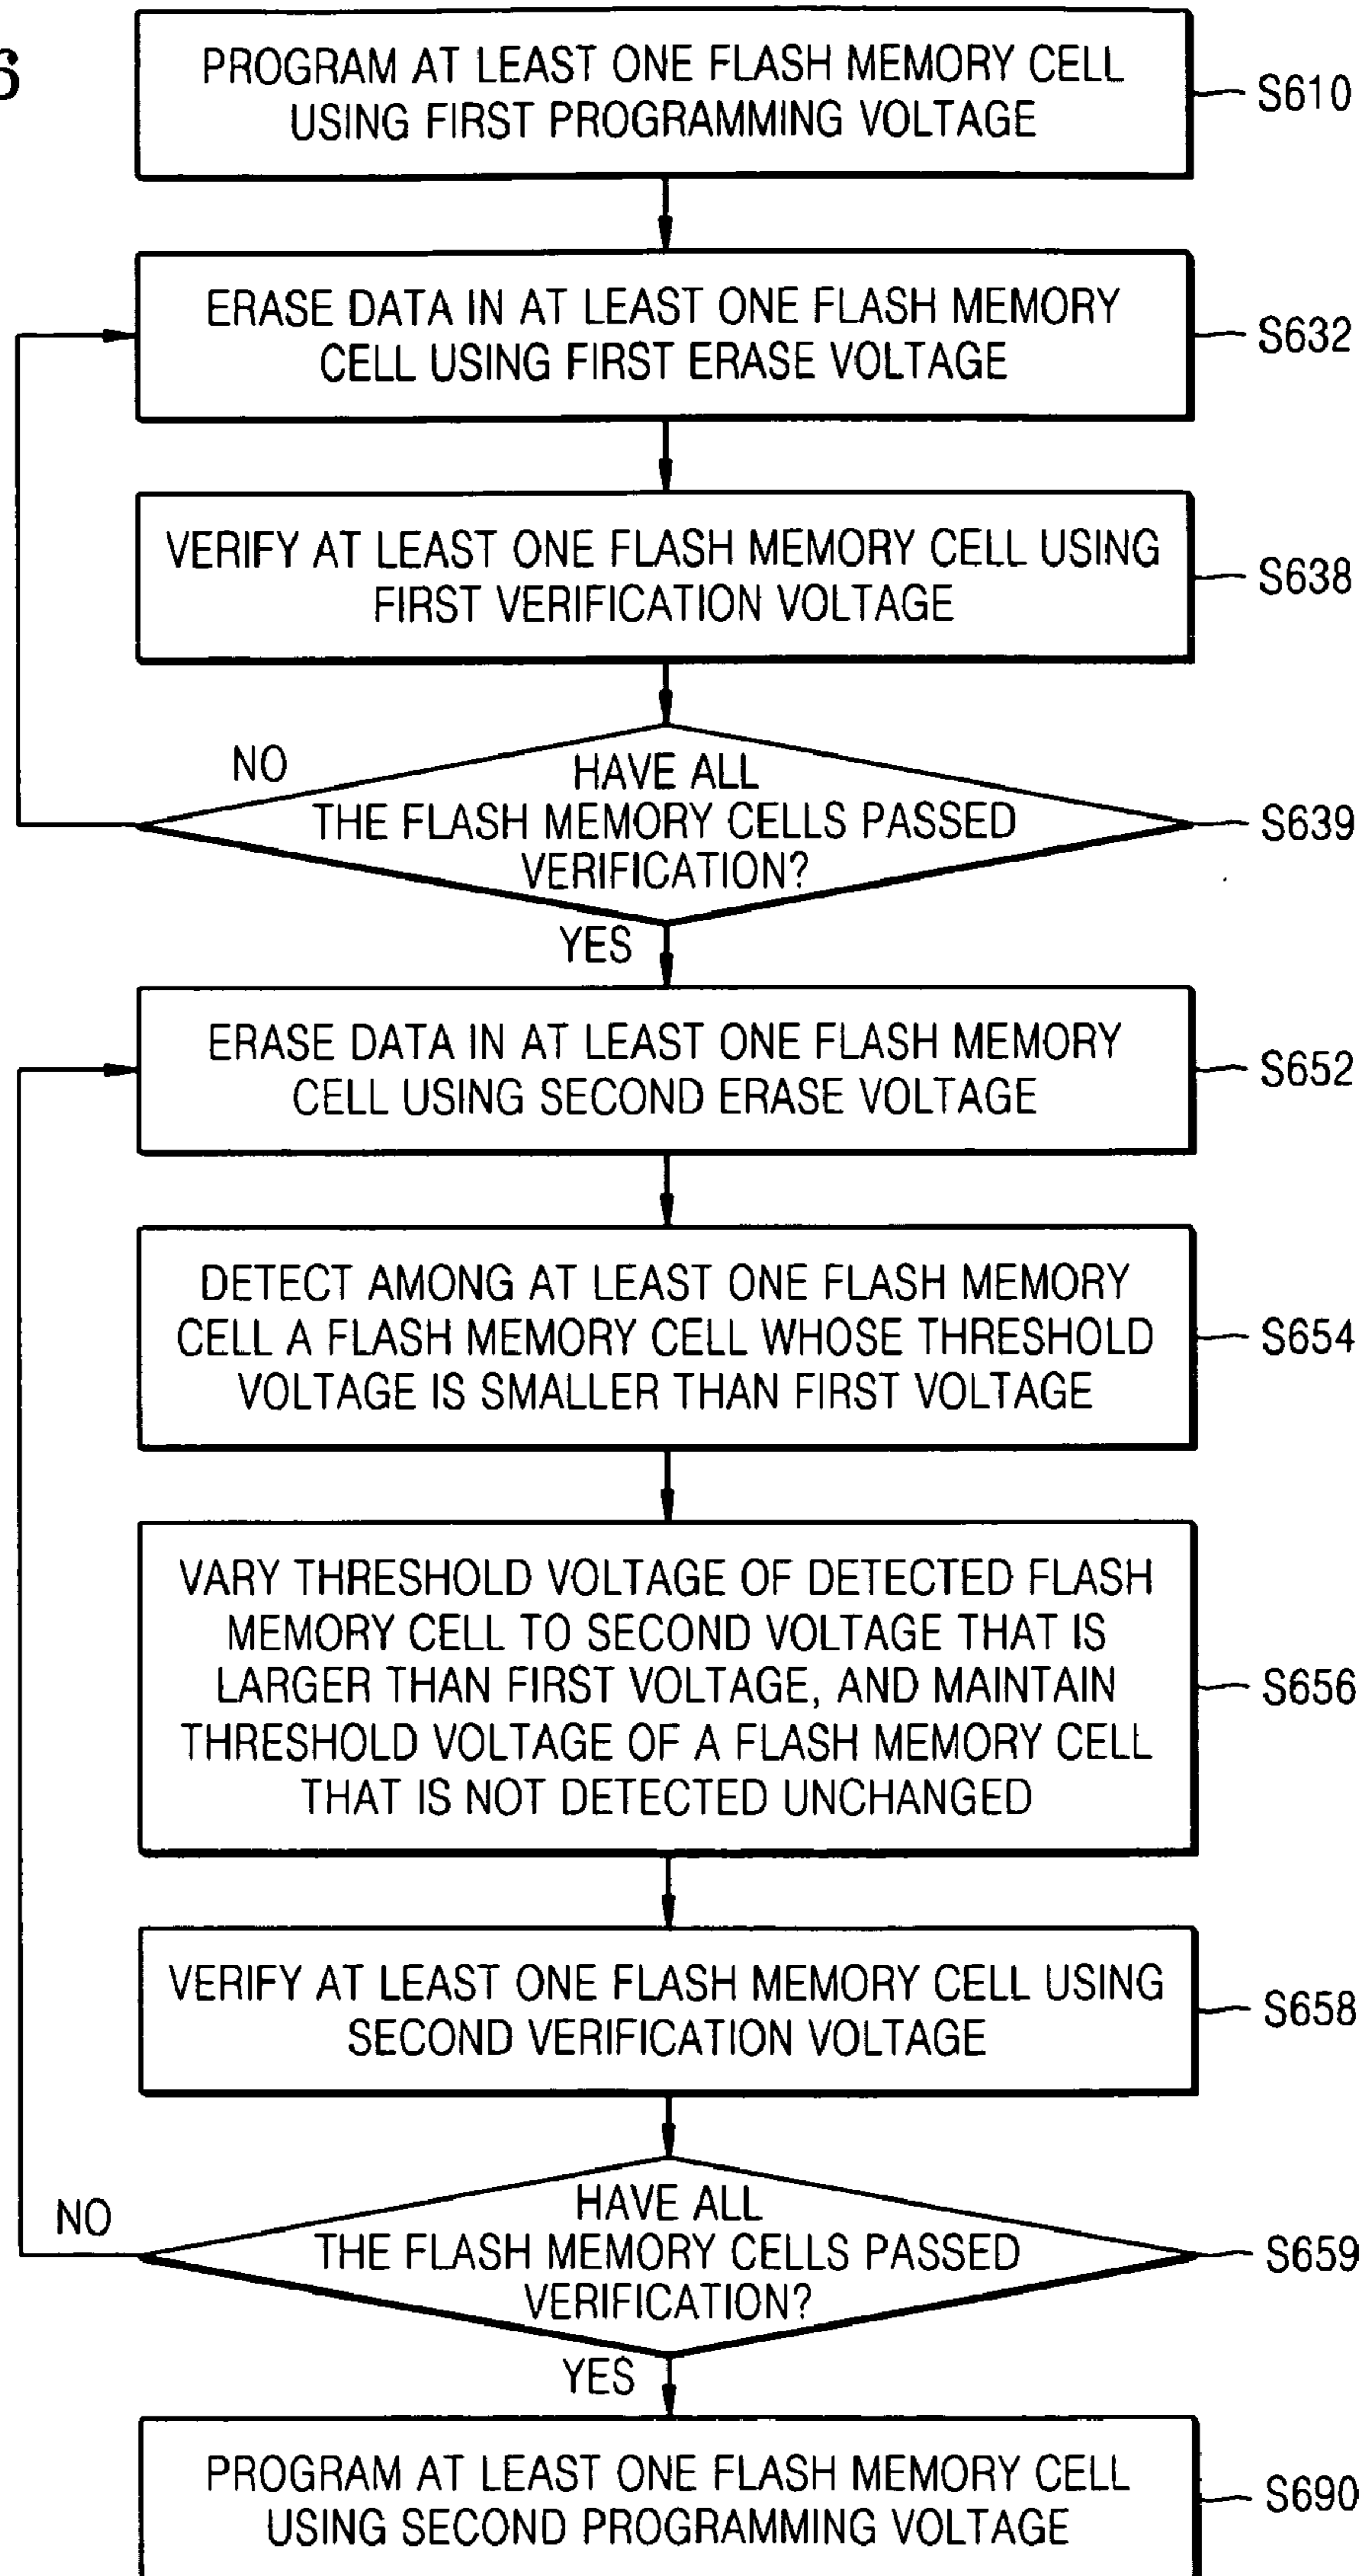 6
PROGRAM AT LEAST ONE FLASH MEMORY CELL
USING FIRST PROGRAMMING VOLTAGE
S610
ERASE DATA IN AT LEAST ONE FLASH MEMORY
CELL USING FIRST ERASE VOLTAGE
S632
VERIFY AT LEAST ONE FLASH MEMORY CELL USING
FIRST VERIFICATION VOLTAGE
S638
NO
HAVE ALL
THE FLASH MEMORY CELLS PASSED
VERIFICATION?
S639
YES
ERASE DATA IN AT LEAST ONE FLASH MEMORY
CELL USING SECOND ERASE VOLTAGE
S652
DETECT AMONG AT LEAST ONE FLASH MEMORY
CELL A FLASH MEMORY CELL WHOSE THRESHOLD
VOLTAGE IS SMALLER THAN FIRST VOLTAGE
S654
VARY THRESHOLD VOLTAGE OF DETECTED FLASH
MEMORY CELL TO SECOND VOLTAGE THAT IS
LARGER THAN FIRST VOLTAGE, AND MAINTAIN
THRESHOLD VOLTAGE OF A FLASH MEMORY CELL
THAT IS NOT DETECTED UNCHANGED
S656
VERIFY AT LEAST ONE FLASH MEMORY CELL USING
SECOND VERIFICATION VOLTAGE
S658
NO
HAVE ALL
THE FLASH MEMORY CELLS PASSED
VERIFICATION?
S659
YES
PROGRAM AT LEAST ONE FLASH MEMORY CELL
USING SECOND PROGRAMMING VOLTAGE
S690